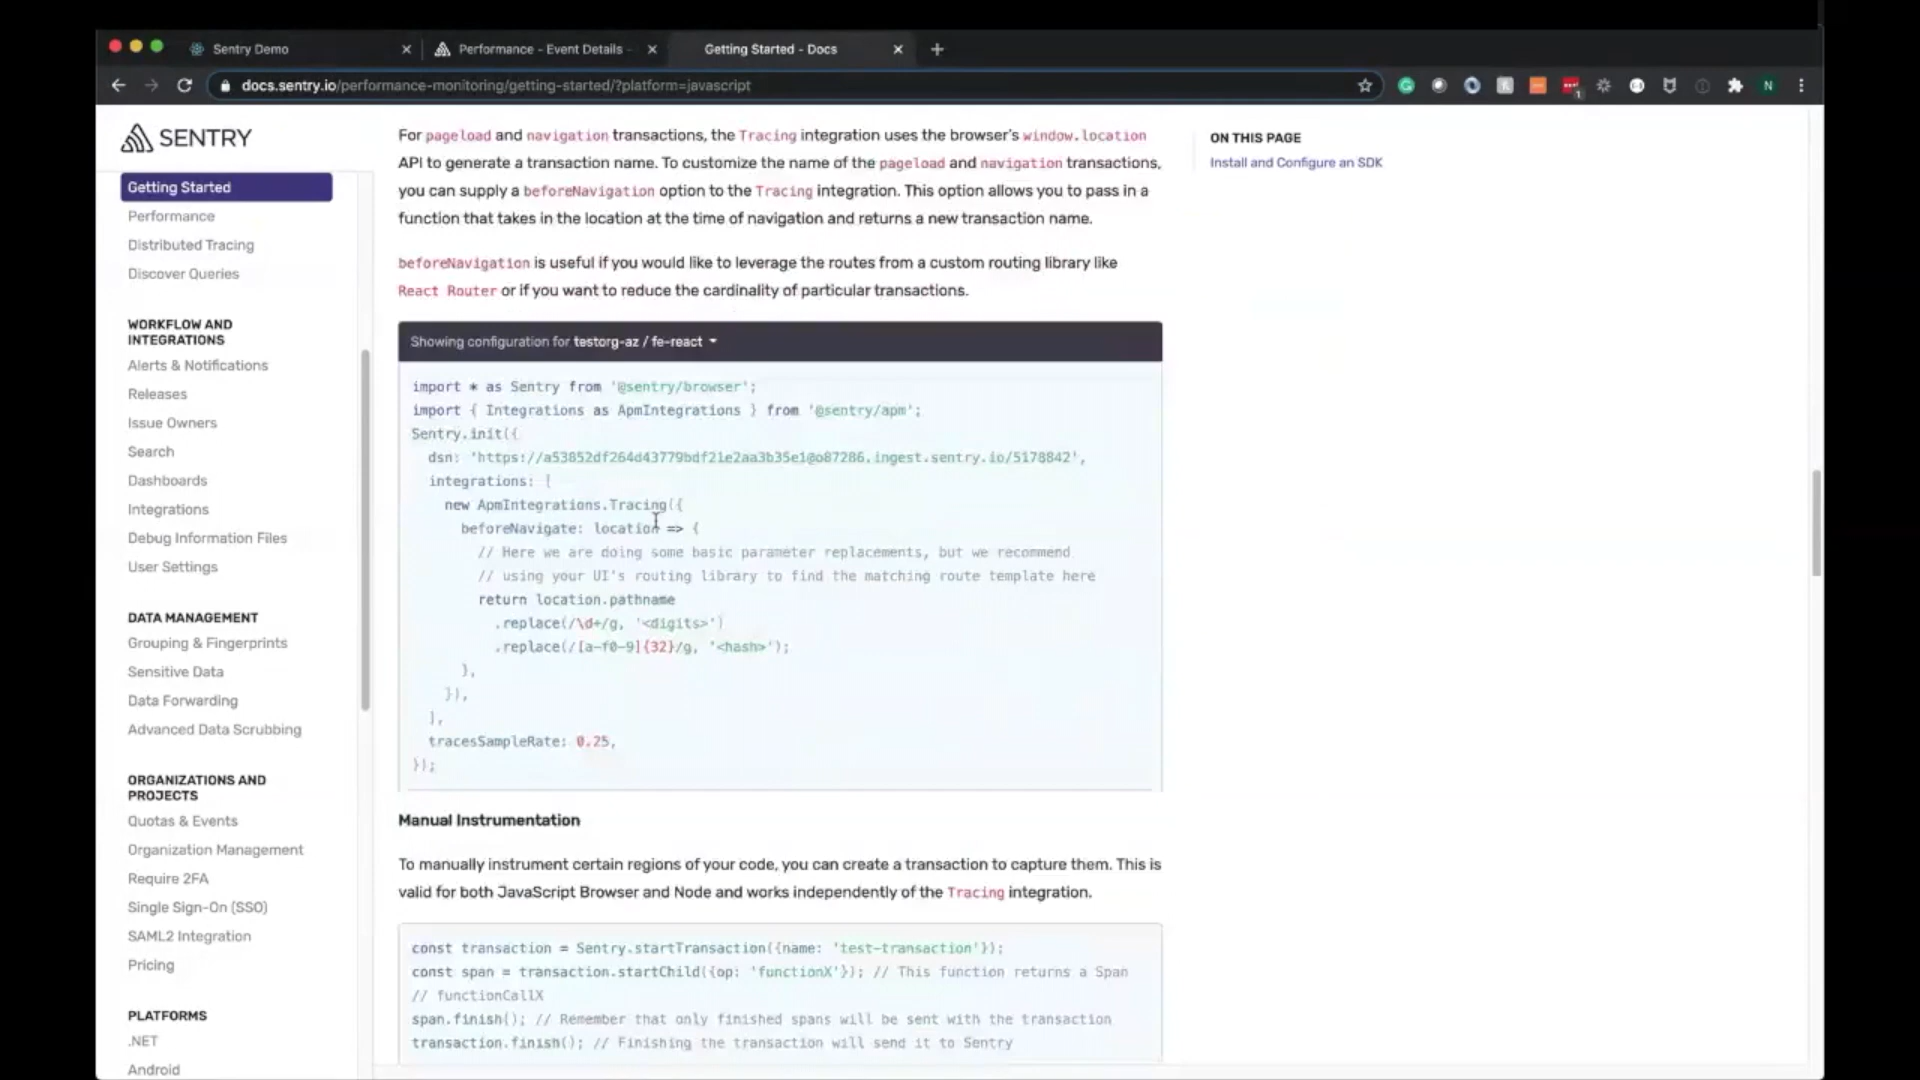 Sentry Demo
Performance - Event Details -
Getting Started - Docs
docs.sentry.io/performance-monitoring/getting-started/?platform=javascript
N
SENTRY
Getting Started
Performance
Distributed Tracing
Discover Queries
WORKFLOW AND
INTEGRATIONS
Alerts & Notifications
Releases
Issue Owners
Search
Dashboards
Integrations
Debug Information Files
User Settings
DATA MANAGEMENT
Grouping & Fingerprints
Sensitive Data
Data Forwarding
Advanced Data Scrubbing
ORGANIZATIONS AND
PROJECTS
Quotas & Events
Organization Management
Require 2FA
Single Sign-On (SSO)
SAML2 Integration
Pricing
PLATFORMS
.NET
Android
For pageload and navigation transactions, the Tracing integration uses the browser's window.location
API to generate a transaction name. To customize the name of the pageload and navigation transactions,
you can supply a beforeNavigation option to the Tracing integration. This option allows you to pass in a
function that takes in the location at the time of navigation and returns a new transaction name.
beforeNavigation is useful if you would like to leverage the routes from a custom routing library like
React Router or if you want to reduce the cardinality of particular transactions.
Showing configuration for testorg-az / fe-react
import * as Sentry from '@sentry/browser';
import { Integrations as ApmIntegrations } from '@sentry/apm';
Sentry.init({
dsn: 'https://a53852df264d43779bdf21e2aa3b35e1@o87286.ingest.sentry.io/5178842',
integrations: [
new ApmIntegrations.Tracing({
beforeNavigate: location => {
// Here we are doing some basic parameter replacements, but we recommend
// using your UI's routing library to find the matching route template here
return location.pathname
.replace(/\d+/g, '<digits>')
.replace(/[a-f0-9]{32}/g, '<hash>');
},
}),
],
tracesSampleRate: 0.25,
});
Manual Instrumentation
To manually instrument certain regions of your code, you can create a transaction to capture them. This is
valid for both JavaScript Browser and Node and works independently of the Tracing integration.
const transaction = Sentry.startTransaction({name: 'test-transaction'});
const span = transaction.startChild({op: 'functionX'}); // This function returns a Span
// functionCallX
span.finish(); // Remember that only finished spans will be sent with the transaction
transaction.finish(); // Finishing the transaction will send it to Sentry
ON THIS PAGE
Install and Configure an SDK